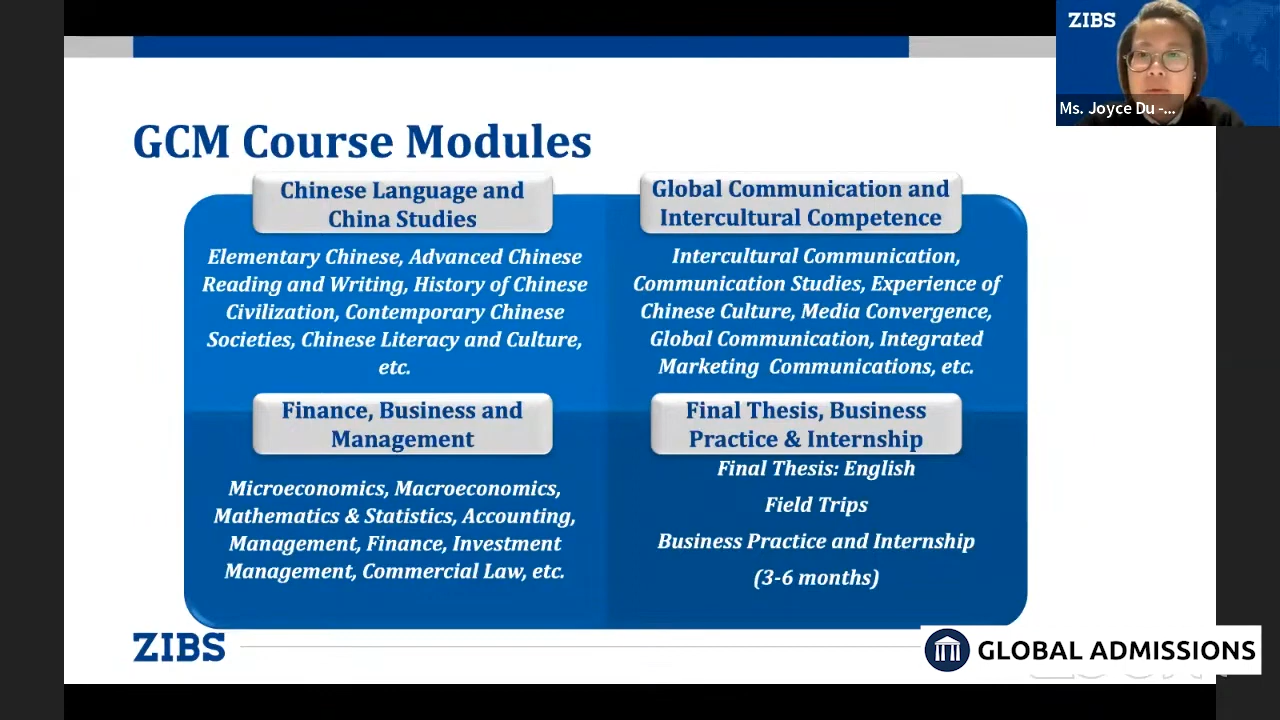 ZIBS
Ms. Joyce Du -...
GCM Course Modules
Chinese Language and
China Studies
Elementary Chinese, Advanced Chinese
Reading and Writing, History of Chinese
Civilization, Contemporary Chinese
Societies, Chinese Literacy and Culture,
etc.
Global Communication and
Intercultural Competence
Intercultural Communication,
Communication Studies, Experience of
Chinese Culture, Media Convergence,
Global Communication, Integrated
Marketing Communications, etc.
Finance, Business and
Management
Microeconomics, Macroeconomics,
Mathematics & Statistics, Accounting,
Management, Finance, Investment
Management, Commercial Law, etc.
Final Thesis, Business
Practice & Internship
Final Thesis: English
Field Trips
Business Practice and Internship
(3-6 months)
ZIBS
GLOBAL ADMISSIONS